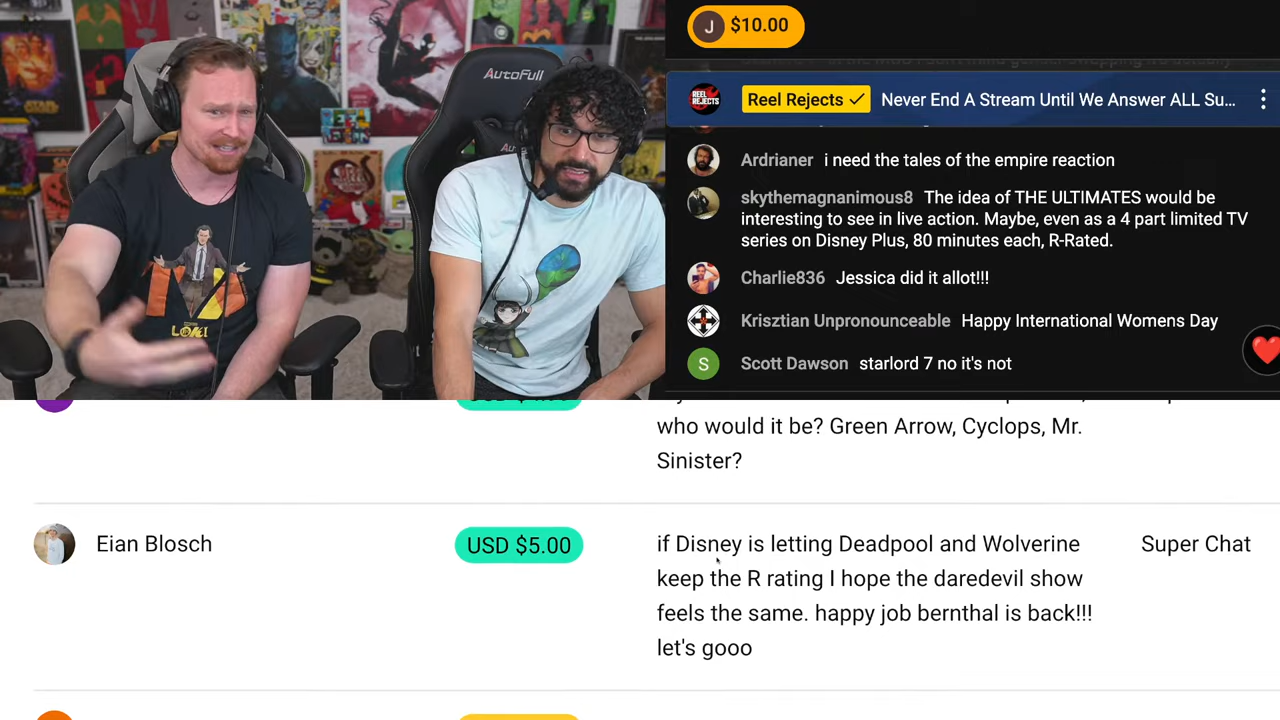 AUTOFULL
LOKI
J $10.00
REEL REJECTS
Reel Rejects Never End A Stream Until We Answer ALL Su...
Ardrianer i need the tales of the empire reaction
skythemagnanimous8 The idea of THE ULTIMATES would be
interesting to see in live action. Maybe, even as a 4 part limited TV
series on Disney Plus, 80 minutes each, R-Rated.
Charlie836 Jessica did it allot!!!
Krisztian Unpronounceable Happy International Womens Day
S Scott Dawson starlord 7 no it's not
who would it be? Green Arrow, Cyclops, Mr.
Sinister?
Eian Blosch USD $5.00 if Disney is letting Deadpool and Wolverine Super Chat
keep the R rating I hope the daredevil show
feels the same. happy job bernthal is back!!!
let's gooo